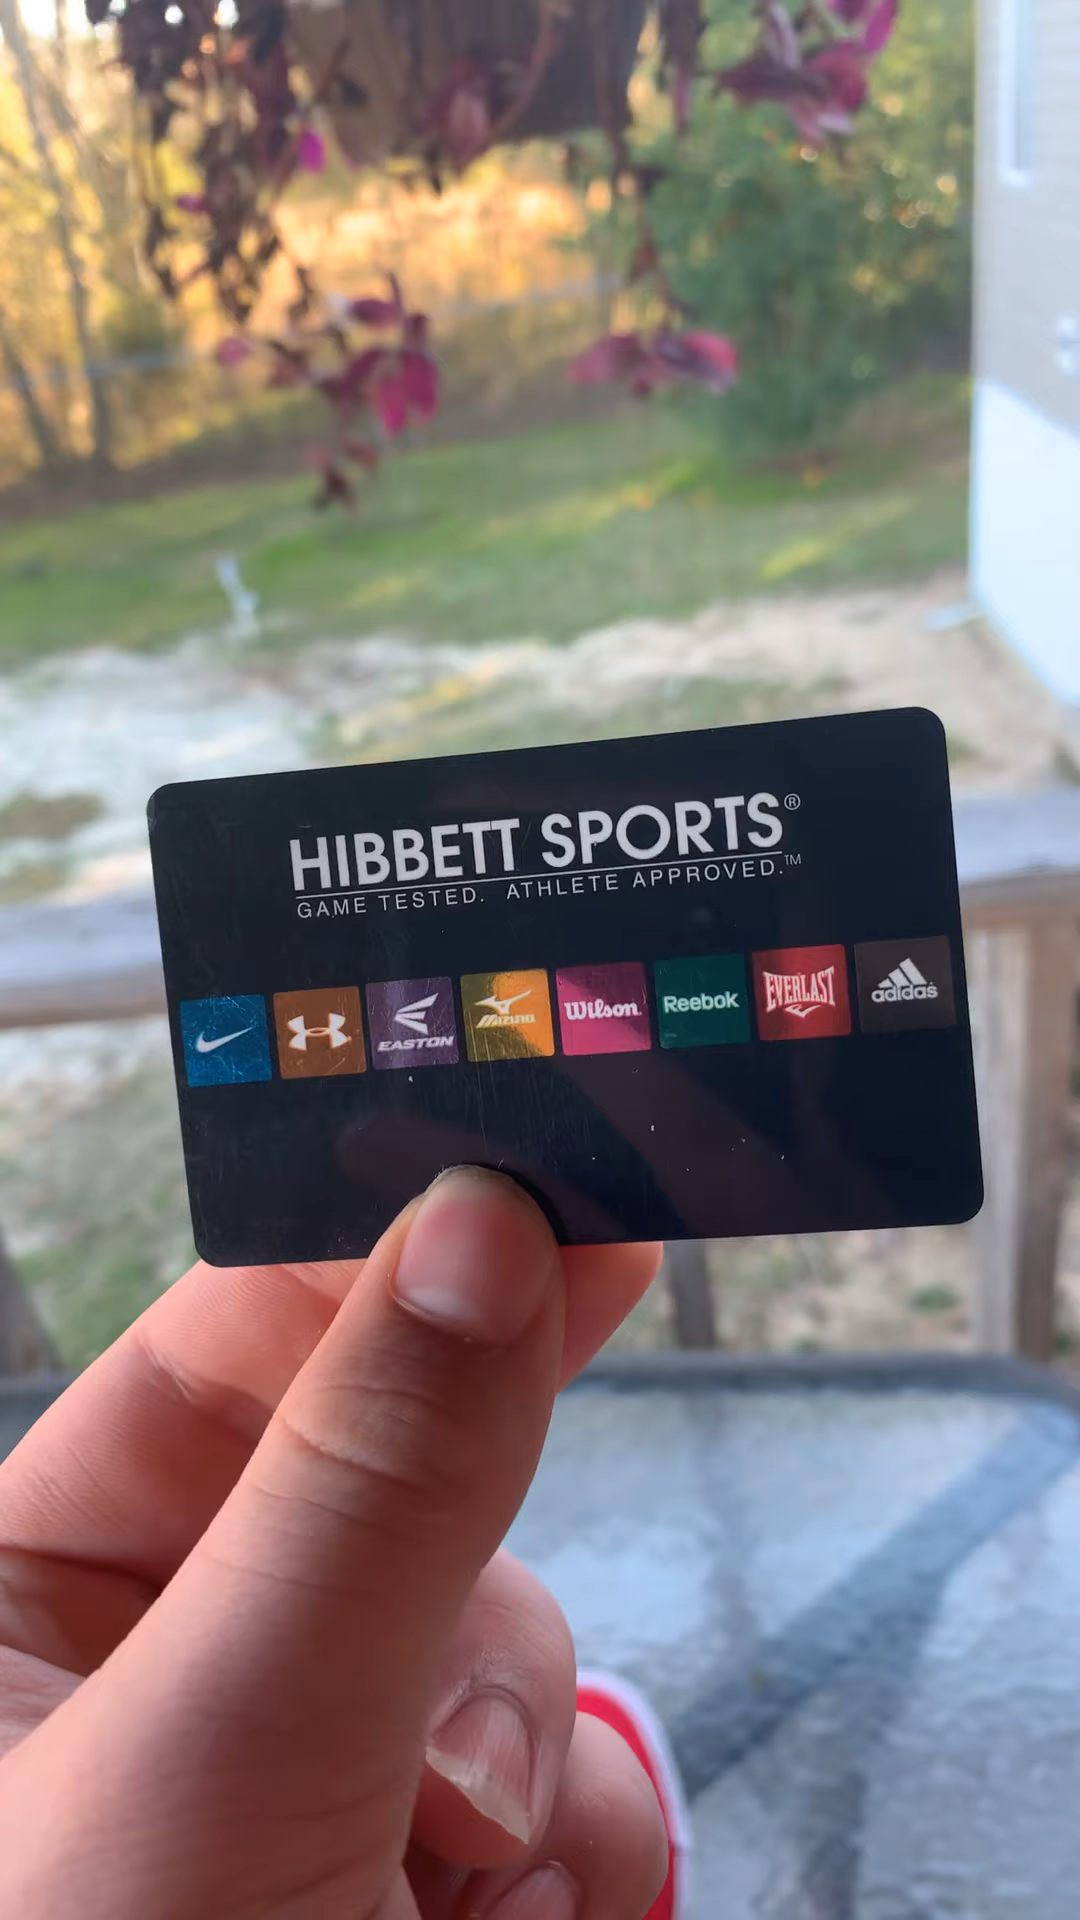 HIBBETT SPORTS®
GAME TESTED. ATHLETE APPROVED.™
EASTON
MIZUNO
Wilson.
Reebok
EVERLAST
adidas